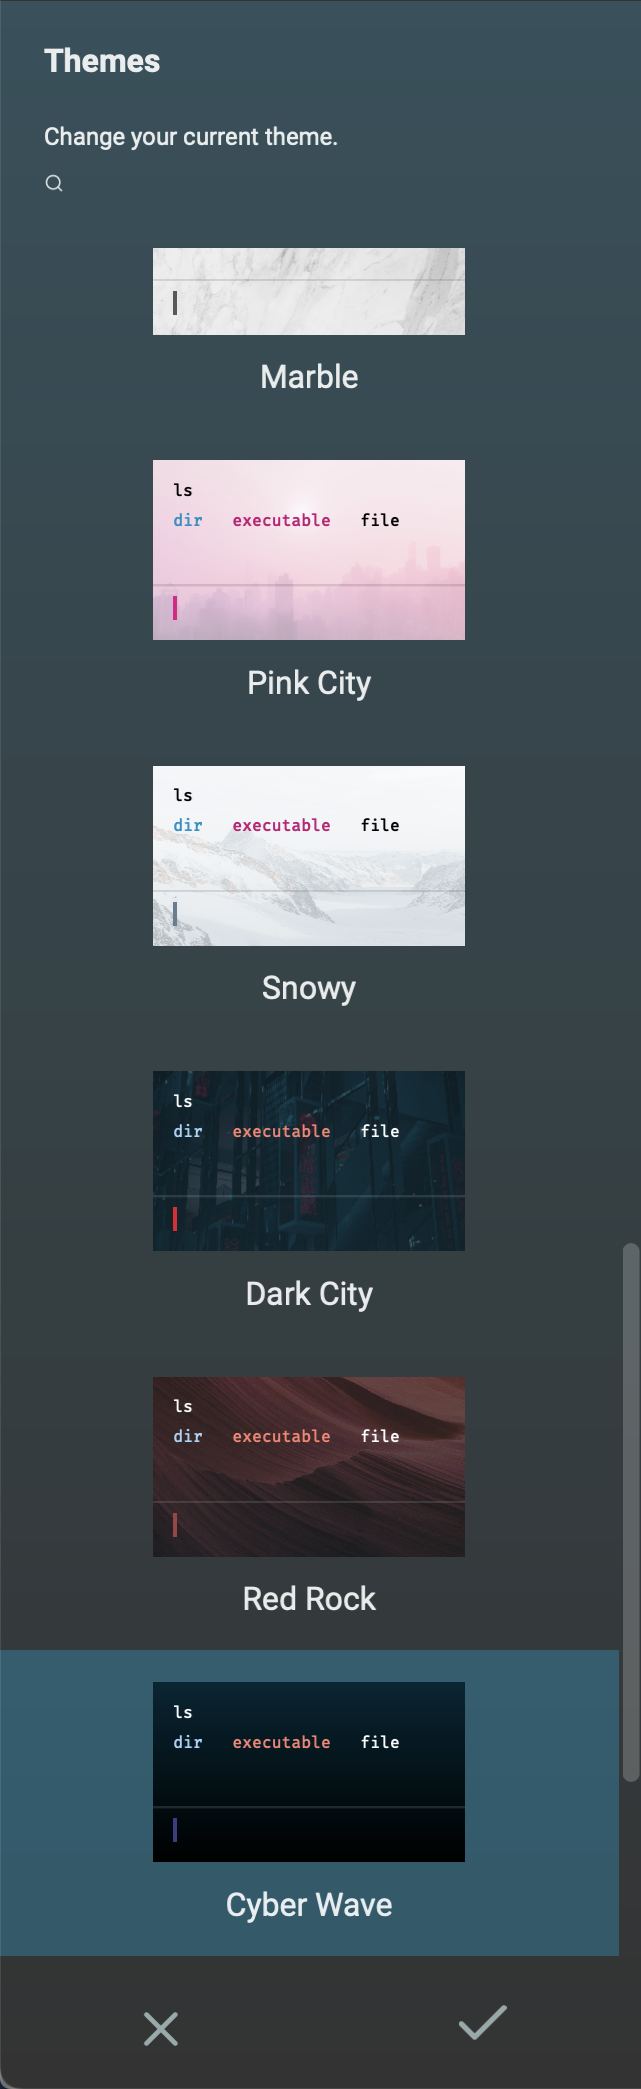 Themes
Change your current theme.
Marble
ls
dir executable file
Pink City
ls
dir executable file
Snowy
ls
dir executable file
Dark City
ls
dir executable file
Red Rock
ls
dir executable file
Cyber Wave